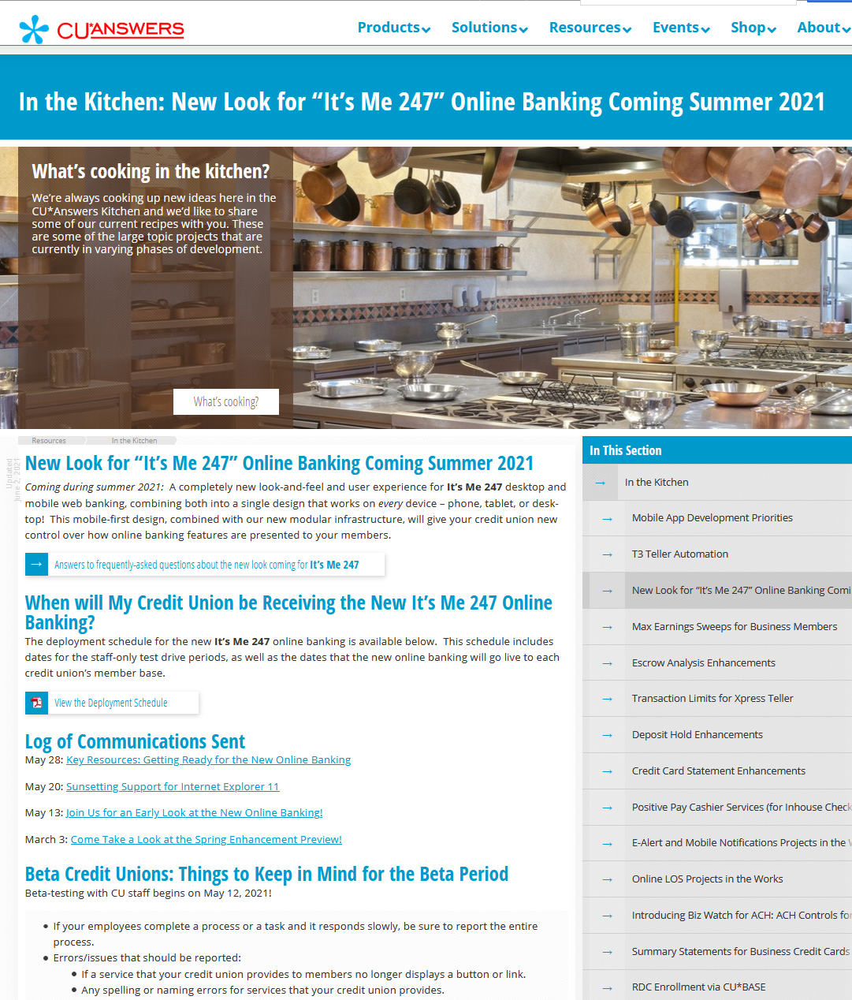 CU*ANSWERS
Products
Solutions
Resources
Events
Shop
About
In the Kitchen: New Look for “It’s Me 247” Online Banking Coming Summer 2021
What’s cooking in the kitchen?
We’re always cooking up new ideas here in the
CU*Answers Kitchen and we’d like to share
some of our current recipes with you. These
are some of the large topic projects that are
currently in varying phases of development.
What’s cooking?
Resources
In the Kitchen
Updated
June 2, 2021
New Look for “It’s Me 247” Online Banking Coming Summer 2021
Coming during summer 2021:  A completely new look-and-feel and user experience for It’s Me 247 desktop and
mobile web banking, combining both into a single design that works on every device – phone, tablet, or desk-
top!  This mobile-first design, combined with our new modular infrastructure, will give your credit union new
control over how online banking features are presented to your members.
→ Answers to frequently-asked questions about the new look coming for It’s Me 247
When will My Credit Union be Receiving the New It’s Me 247 Online
Banking?
The deployment schedule for the new It’s Me 247 online banking is available below.  This schedule includes
dates for the staff-only test drive periods, as well as the dates that the new online banking will go live to each
credit union’s member base.
View the Deployment Schedule
Log of Communications Sent
May 28: Key Resources: Getting Ready for the New Online Banking
May 20: Sunsetting Support for Internet Explorer 11
May 13: Join Us for an Early Look at the New Online Banking!
March 3: Come Take a Look at the Spring Enhancement Preview!
Beta Credit Unions: Things to Keep in Mind for the Beta Period
Beta-testing with CU staff begins on May 12, 2021!
• If your employees complete a process or a task and it responds slowly, be sure to report the entire
process.
• Errors/issues that should be reported:
• If a service that your credit union provides to members no longer displays a button or link.
• Any spelling or naming errors for services that your credit union provides.
In This Section
→ In the Kitchen
→ Mobile App Development Priorities
→ T3 Teller Automation
→ New Look for “It’s Me 247” Online Banking Comi
→ Max Earnings Sweeps for Business Members
→ Escrow Analysis Enhancements
→ Transaction Limits for Xpress Teller
→ Deposit Hold Enhancements
→ Credit Card Statement Enhancements
→ Positive Pay Cashier Services (for Inhouse Check
→ E-Alert and Mobile Notifications Projects in the
→ Online LOS Projects in the Works
→ Introducing Biz Watch for ACH: ACH Controls for
→ Summary Statements for Business Credit Cards
→ RDC Enrollment via CU*BASE